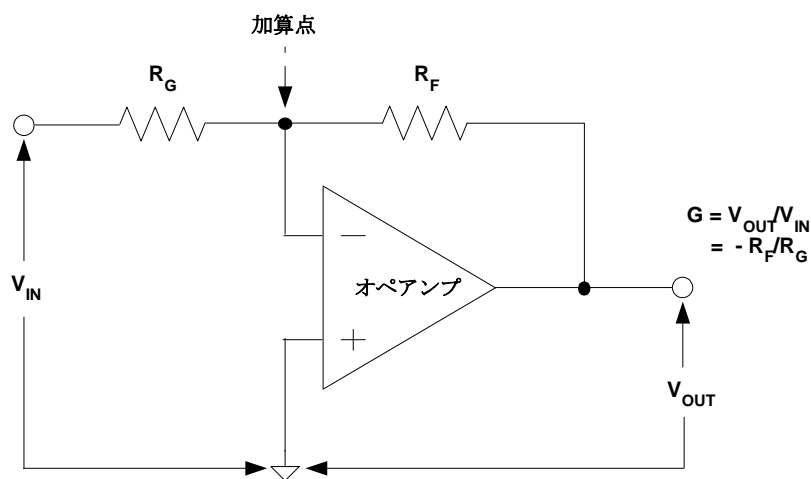 加算点
RG
RF
G = VOUT/VIN
= - RF/RG
オペアンプ
VIN
VOUT